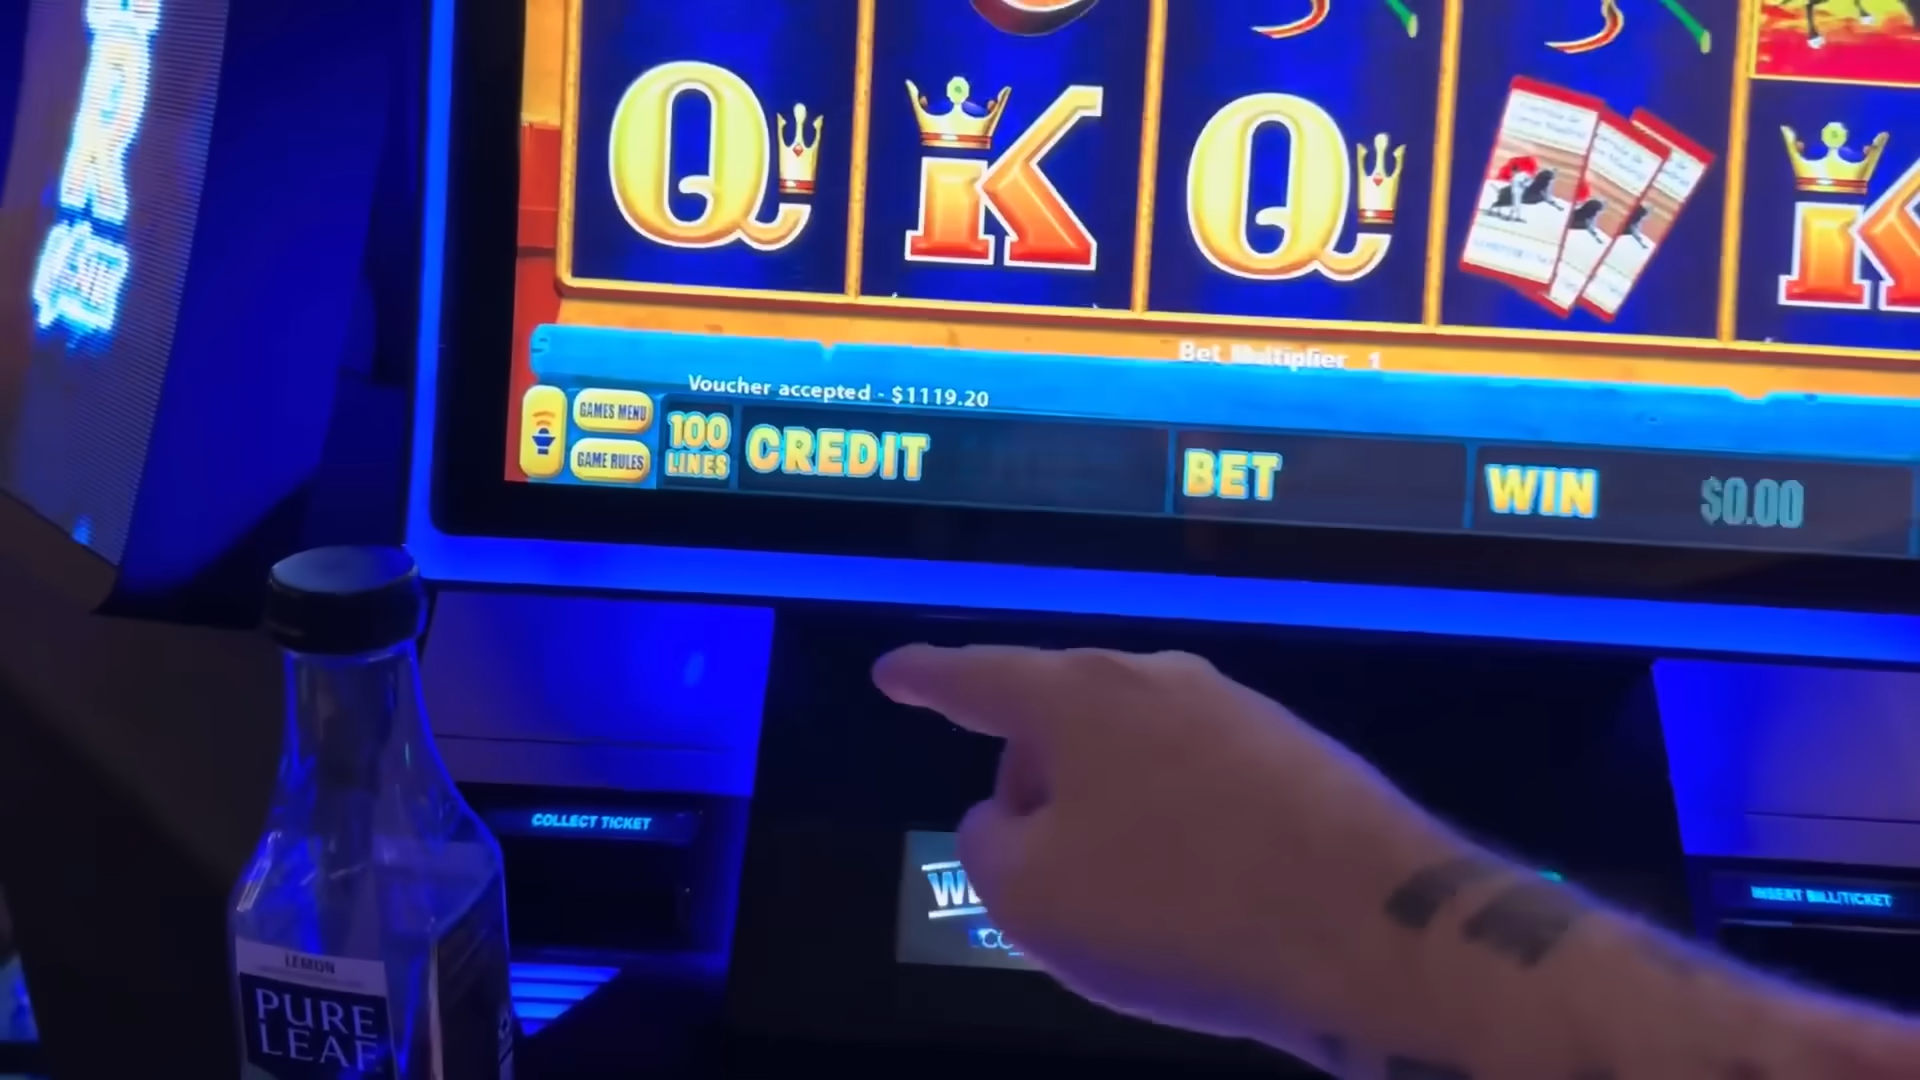 Q K Q K
Bet Multiplier 1
Voucher accepted - $1119.20
GAMES MENU
GAME RULES
100
LINES
CREDIT
BET
WIN $0.00
COLLECT TICKET
INSERT BILL/TICKET
LEMON
PURE
LEAF